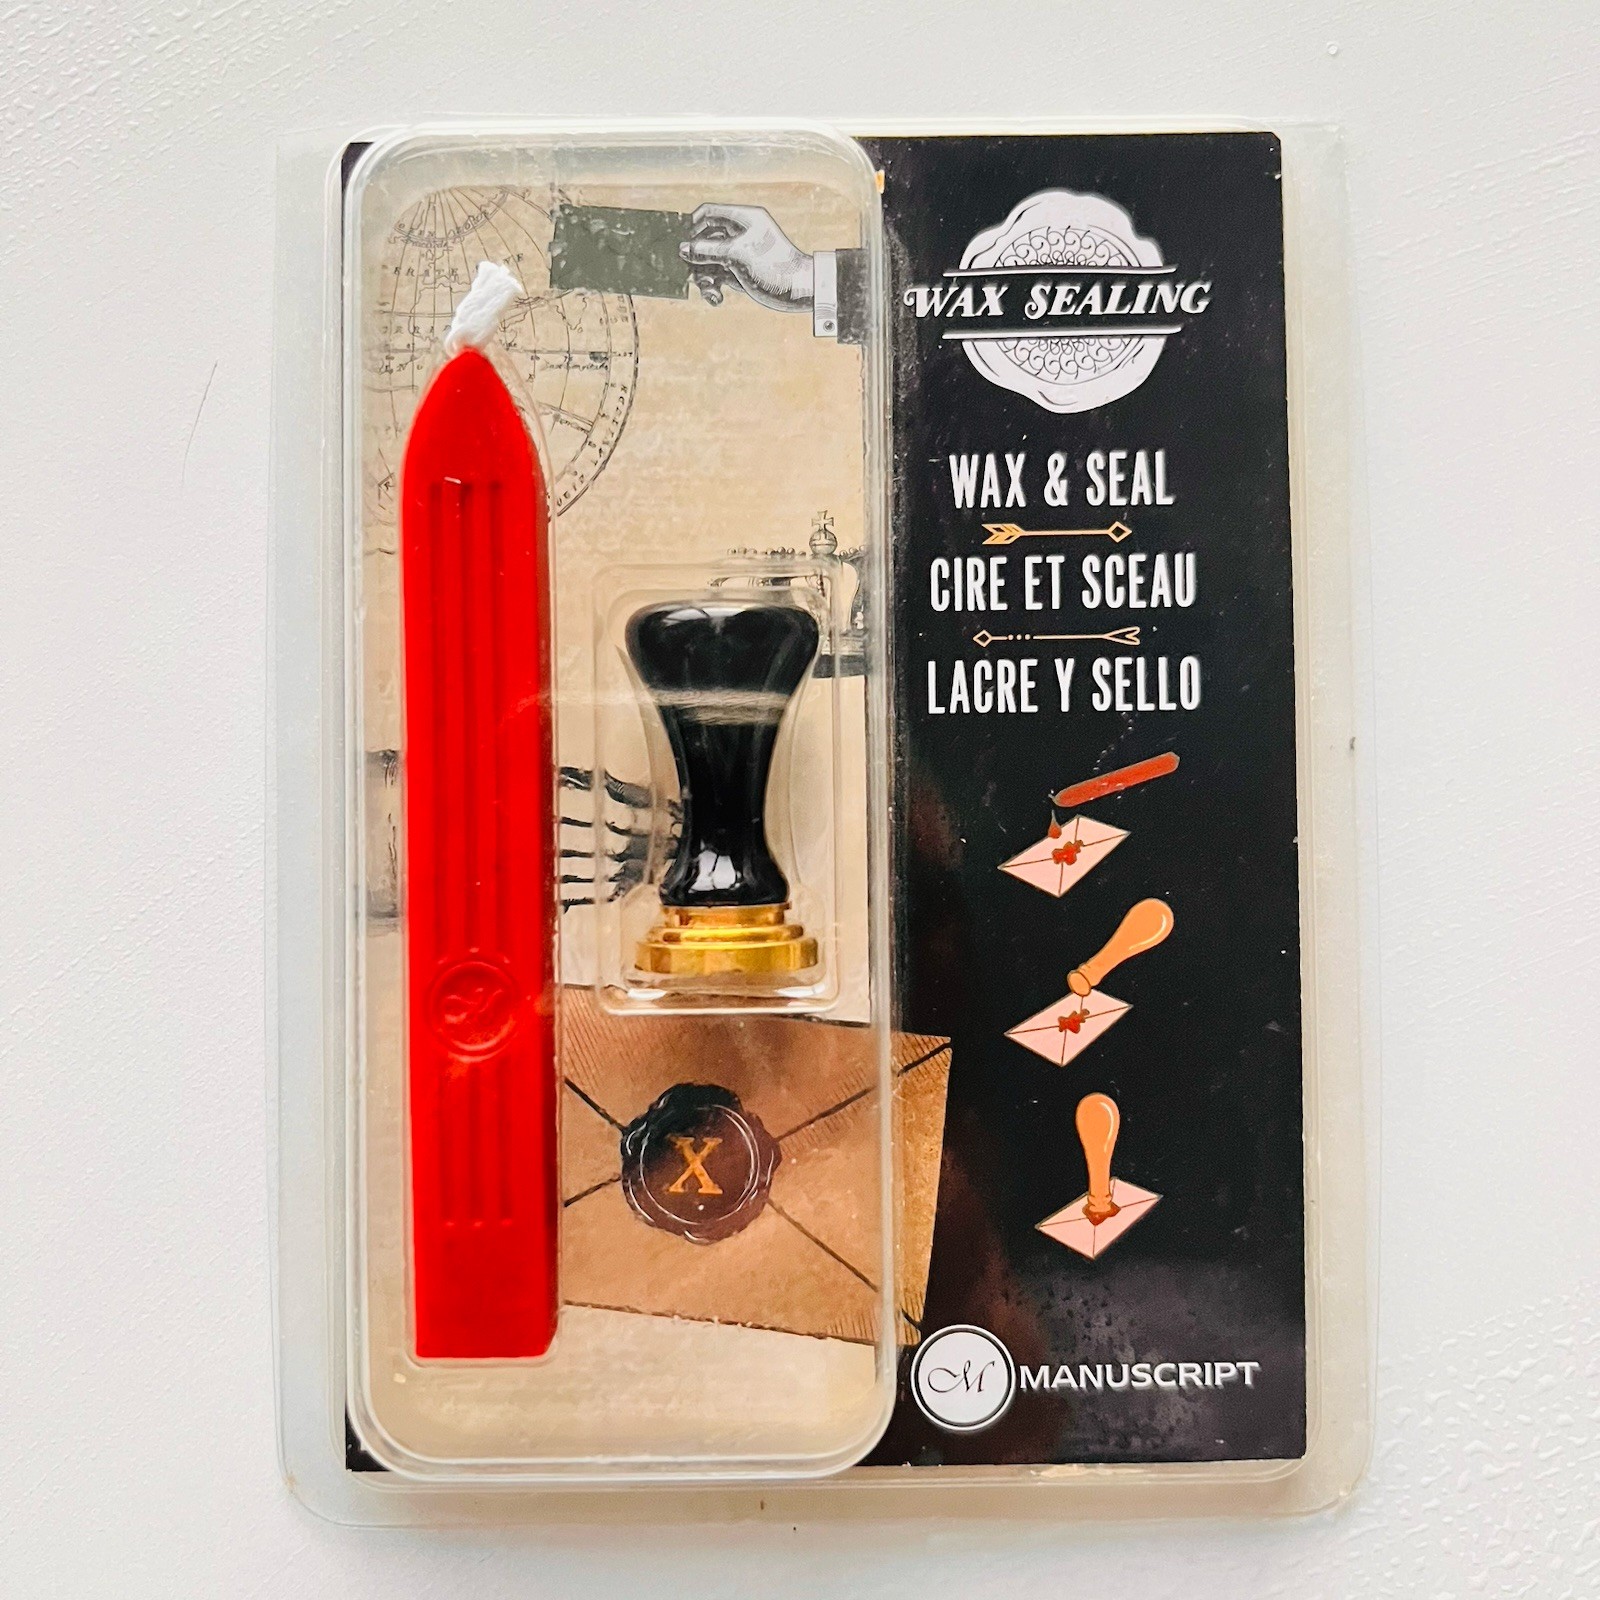 WAX SEALING
WAX & SEAL
CIRE ET SCEAU
LACRE Y SELLO
X
M MANUSCRIPT